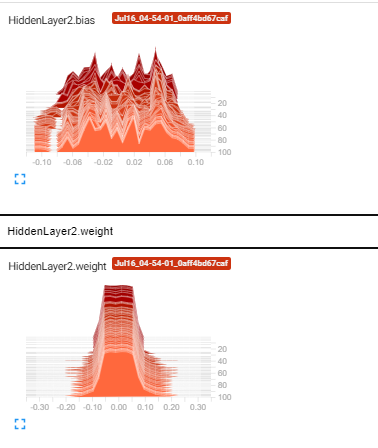 HiddenLayer2.bias Jul16_04-54-01_0aff4bd67caf
20
40
60
80
100
-0.10 -0.06 -0.02 0.02 0.06 0.10
HiddenLayer2.weight
HiddenLayer2.weight Jul16_04-54-01_0aff4bd67caf
20
40
60
80
100
-0.30 -0.20 -0.10 0.00 0.10 0.20 0.30